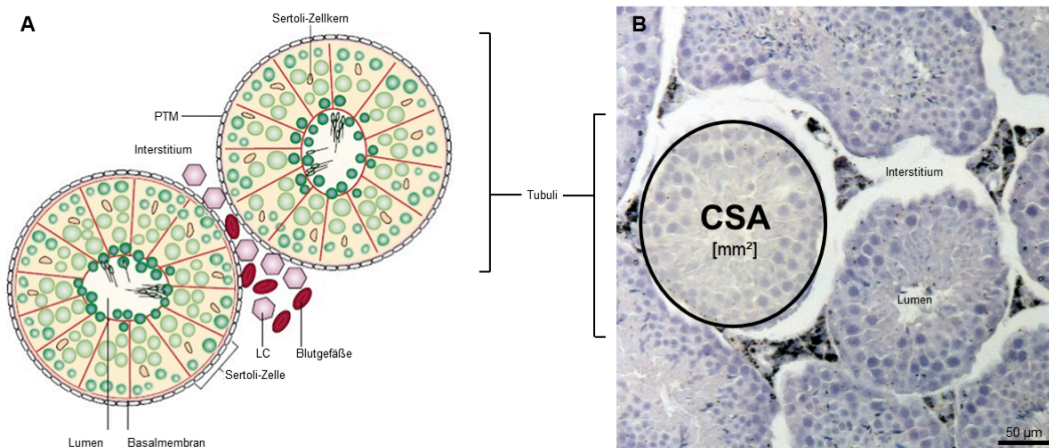 A
Sertoli-Zellkern
PTM
Interstitium
LC
Blutgefäße
Sertoli-Zelle
Lumen
Basalmembran
Tubuli
B
Interstitium
CSA
[mm²]
Lumen
50 µm